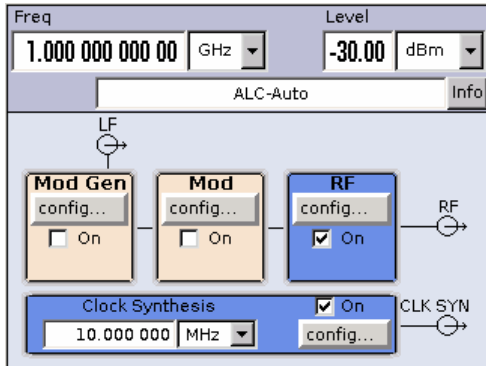 Freq Level
1.000 000 000 00 GHz -30.00 dBm
ALC-Auto Info
LF
Mod Gen Mod RF
config... config... config... RF
On On On
Clock Synthesis On CLK SYN
10.000 000 MHz config...